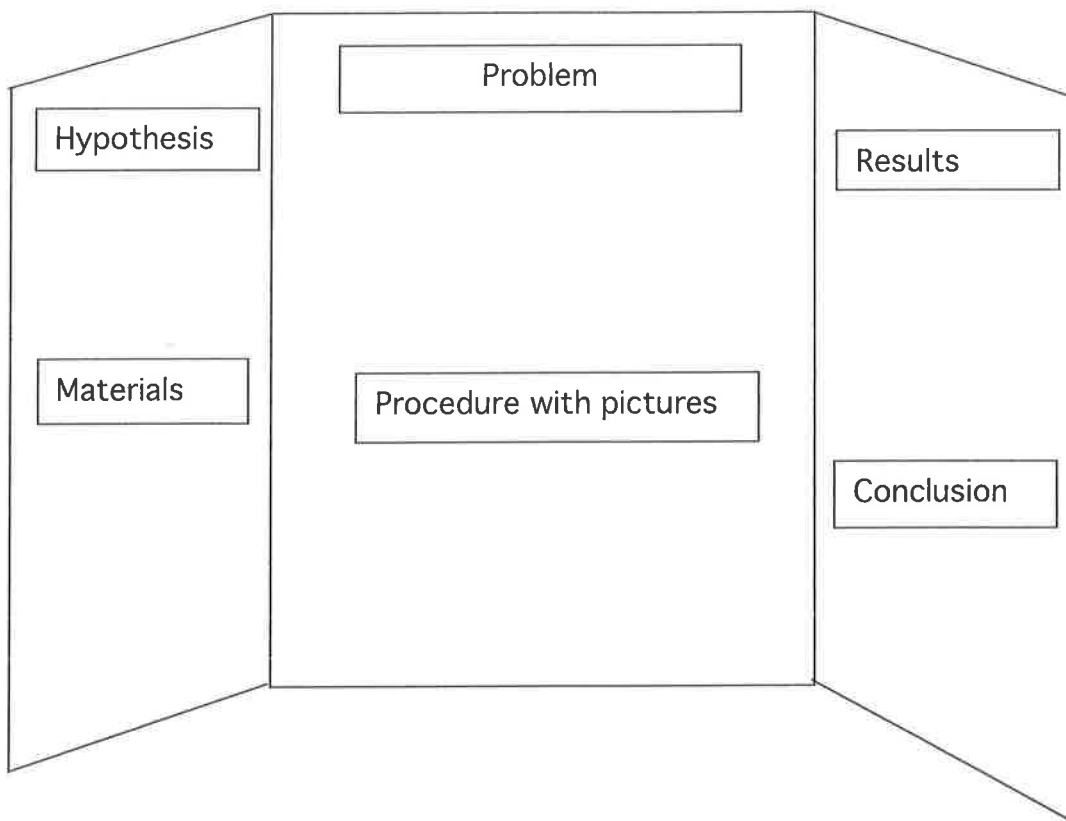 Problem
Hypothesis
Results
Materials
Procedure with pictures
Conclusion